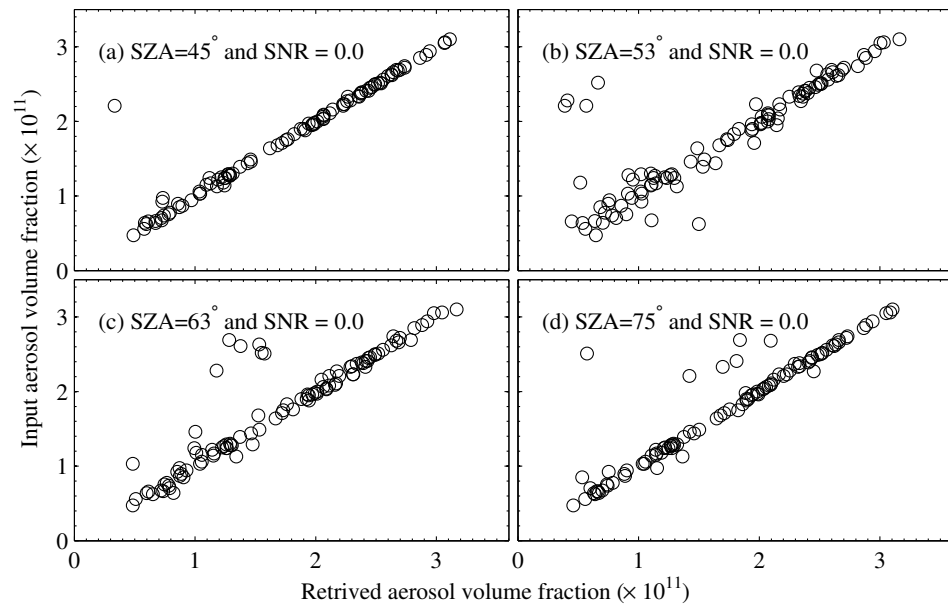 (a) SZA=45° and SNR = 0.0
(b) SZA=53° and SNR = 0.0
3
2
1
0
Input aerosol volume fraction (× 10¹¹)
(c) SZA=63° and SNR = 0.0
(d) SZA=75° and SNR = 0.0
3
2
1
0
0 1 2 3 0 1 2 3
Retrived aerosol volume fraction (× 10¹¹)